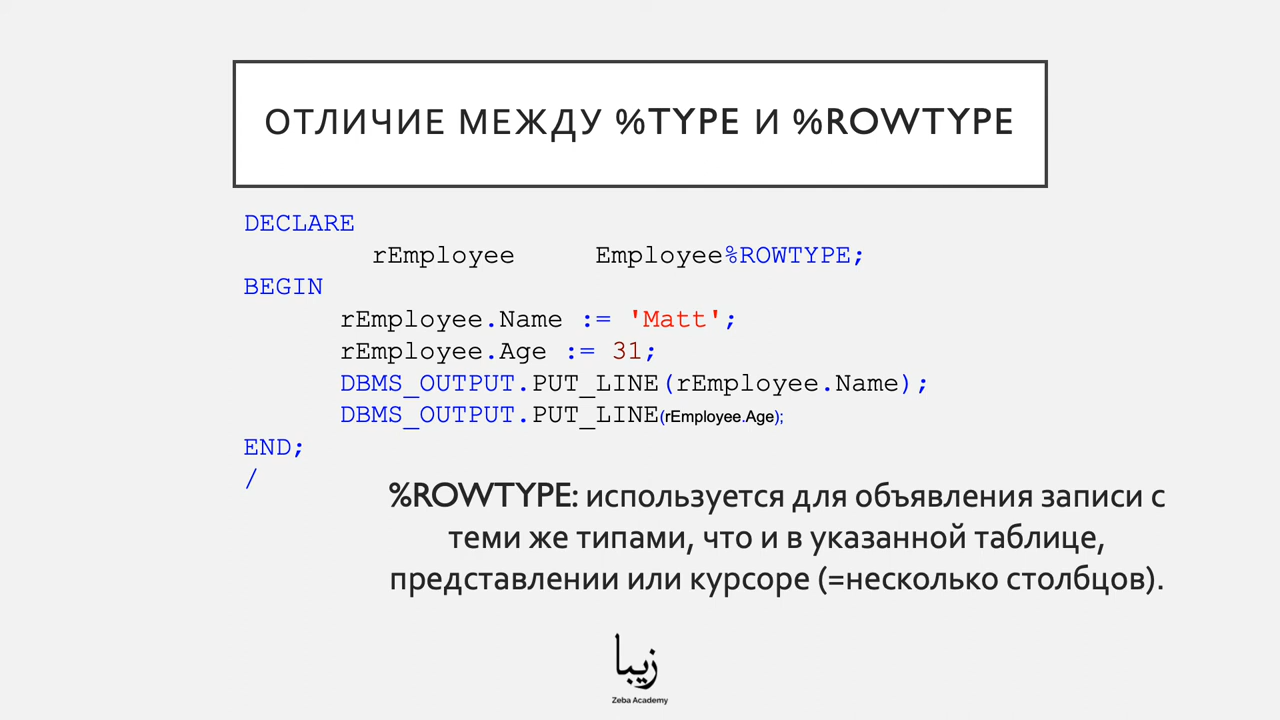 ОТЛИЧИЕ МЕЖДУ %TYPE И %ROWTYPE
DECLARE
rEmployee Employee%ROWTYPE;
BEGIN
rEmployee.Name := 'Matt';
rEmployee.Age := 31;
DBMS_OUTPUT.PUT_LINE(rEmployee.Name);
DBMS_OUTPUT.PUT_LINE(rEmployee.Age);
END;
/
%ROWTYPE: используется для объявления записи с
теми же типами, что и в указанной таблице,
представлении или курсоре (=несколько столбцов).
زيبا
Zeba Academy